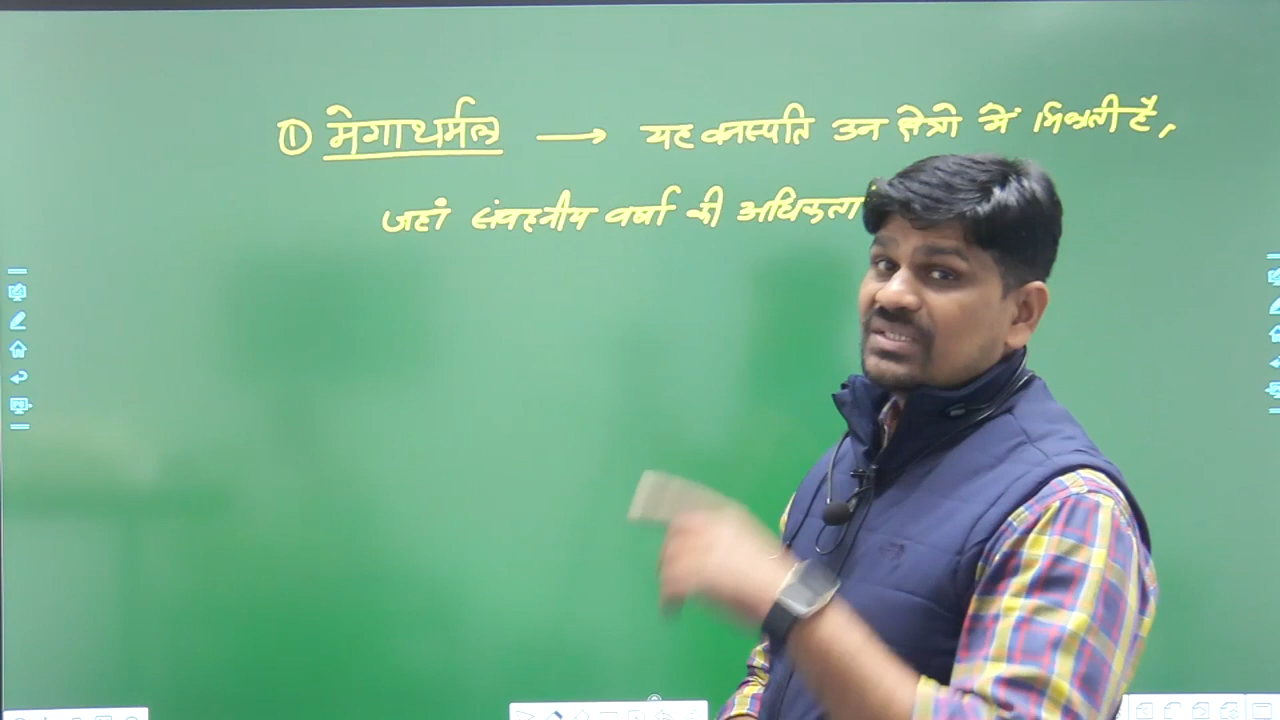 ① मेगाथर्मल → यह वनस्पति उन क्षेत्रो में मिलती है,
जहां संवहनीय वर्षा की अधिकता